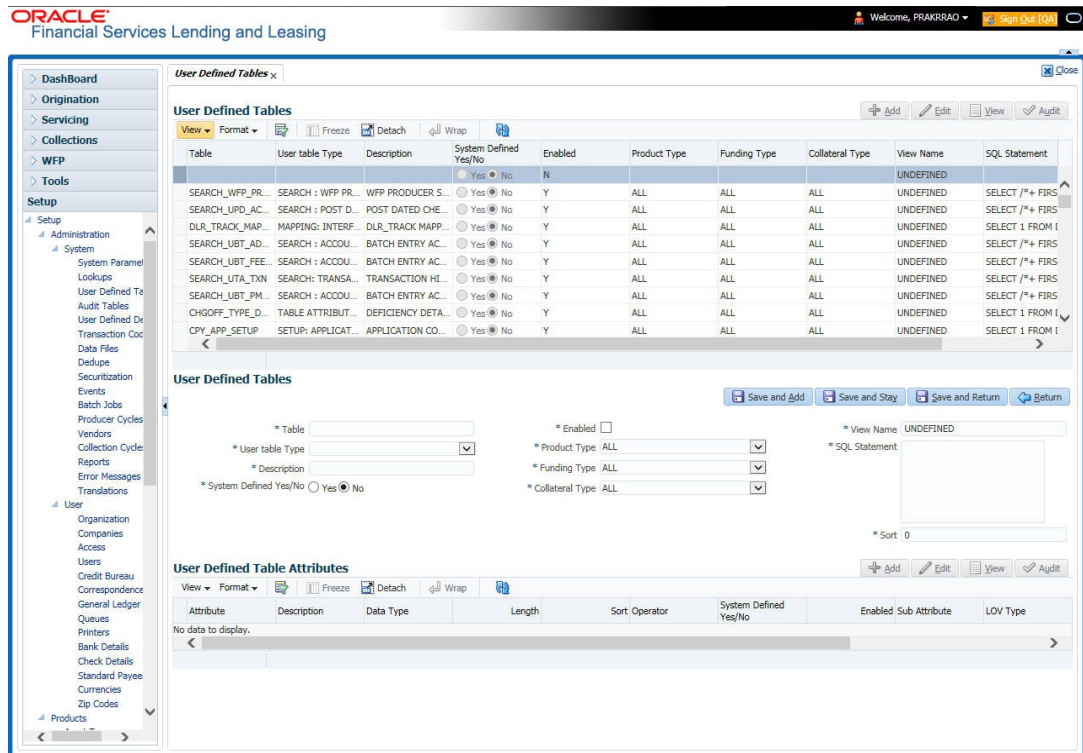 ORACLE
Financial Services Lending and Leasing
Welcome, PRAKRRAO
Sign Out [QA]
DashBoard
Origination
Servicing
Collections
WFP
Tools
Setup
Setup
Administration
System
System Paramet
Lookups
User Defined Ta
Audit Tables
User Defined De
Transaction Cod
Data Files
Dedupe
Securitization
Events
Batch Jobs
Producer Cycles
Vendors
Collection Cycle
Reports
Error Messages
Translations
User
Organization
Companies
Access
Users
Credit Bureau
Correspondence
General Ledger
Queues
Printers
Bank Details
Check Details
Standard Payee
Currencies
Zip Codes
Products
User Defined Tables x
Close
User Defined Tables
Add Edit View Audit
View Format Freeze Detach Wrap
Table User table Type Description System Defined Yes/No Enabled Product Type Funding Type Collateral Type View Name SQL Statement
Yes No N UNDEFINED
SEARCH_WFP_PR... SEARCH : WFP PR... WFP PRODUCER S... Yes No Y ALL ALL ALL UNDEFINED SELECT /*+ FIRS
SEARCH_UPD_AC... SEARCH : POST D... POST DATED CHE... Yes No Y ALL ALL ALL UNDEFINED SELECT /*+ FIRS
DLR_TRACK_MAP... MAPPING: INTERF... DLR_TRACK MAPP... Yes No Y ALL ALL ALL UNDEFINED SELECT 1 FROM D
SEARCH_UBT_AD... SEARCH : ACCOU... BATCH ENTRY AC... Yes No Y ALL ALL ALL UNDEFINED SELECT /*+ FIRS
SEARCH_UBT_FEE... SEARCH : ACCOU... BATCH ENTRY AC... Yes No Y ALL ALL ALL UNDEFINED SELECT /*+ FIRS
SEARCH_UTA_TXN SEARCH: TRANSA... TRANSACTION HI... Yes No Y ALL ALL ALL UNDEFINED SELECT /*+ FIRS
SEARCH_UBT_PM... SEARCH : ACCOU... BATCH ENTRY AC... Yes No Y ALL ALL ALL UNDEFINED SELECT /*+ FIRS
CHGOFF_TYPE_D... TABLE ATTRIBUT... DEFICIENCY DETA... Yes No Y ALL ALL ALL UNDEFINED SELECT 1 FROM
CPY_APP_SETUP SETUP: APPLICAT... APPLICATION CO... Yes No Y ALL ALL ALL UNDEFINED SELECT 1 FROM
User Defined Tables
Save and Add Save and Stay Save and Return Return
* Table * Enabled * View Name UNDEFINED
* User table Type * Product Type ALL * SQL Statement
* Description * Funding Type ALL
* System Defined Yes/No Yes No * Collateral Type ALL
* Sort 0
User Defined Table Attributes
Add Edit View Audit
View Format Freeze Detach Wrap
Attribute Description Data Type Length Sort Operator System Defined Yes/No Enabled Sub Attribute LOV Type
No data to display.